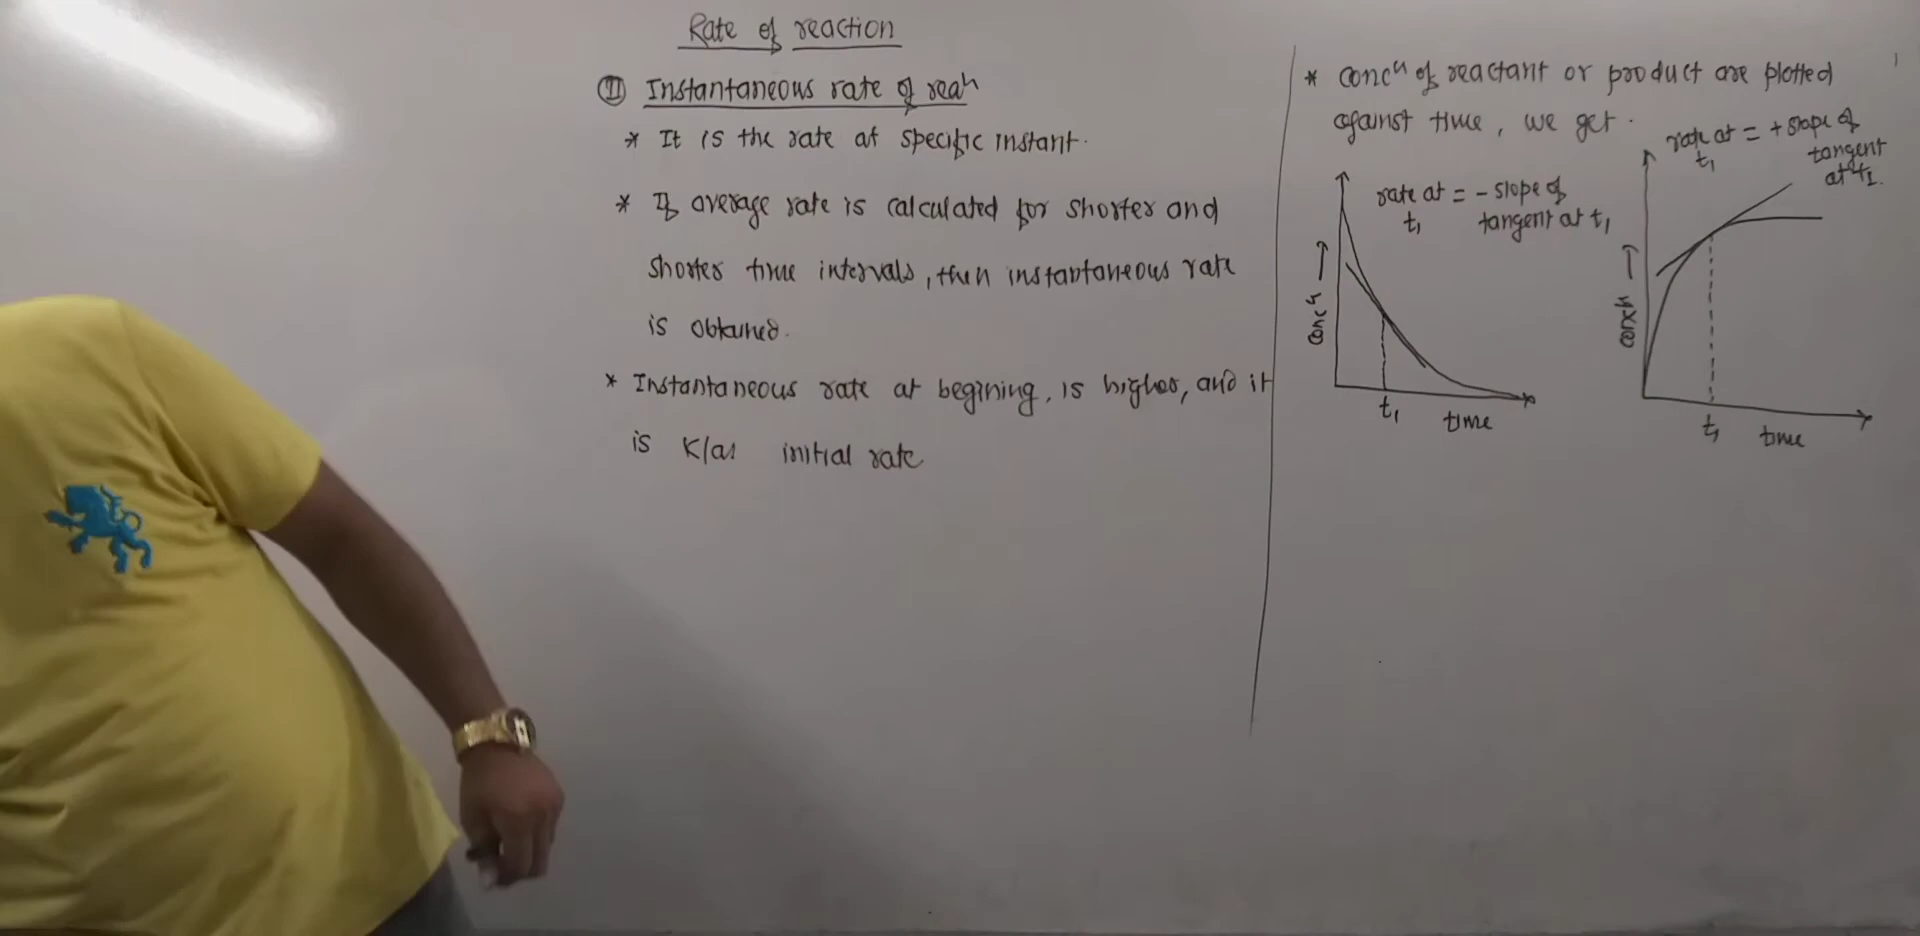 Rate of reaction
II Instantaneous rate of rean
* It is the rate at specific instant.
* If average rate is calculated for shorter and
shorter time intervals, then instantaneous rate
is obtained.
* Instantaneous rate at begining, is higher, and it
is K/as initial rate
* concn of reactant or product are plotted
against time, we get.
rate at t1 = - slope of
tangent at t1
concn →
t1 time
rate at t1 = + slope of
tangent
at t1.
concn →
t1 time